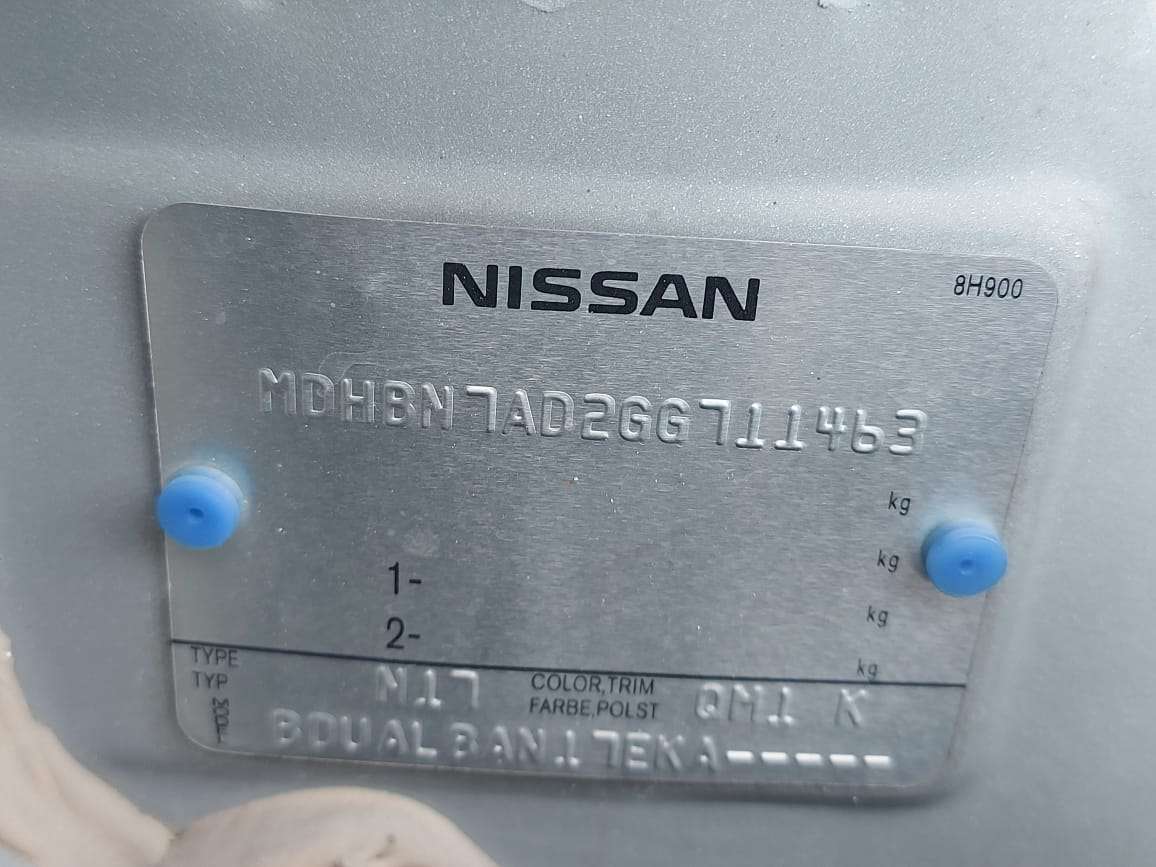 NISSAN
8H900
MDHBN7AD2GG711463
kg
kg
1-
kg
2-
kg
TYPE
TYP
N17
COLOR,TRIM
FARBE,POLST
QM1 K
BDUALBAN17EKA-----